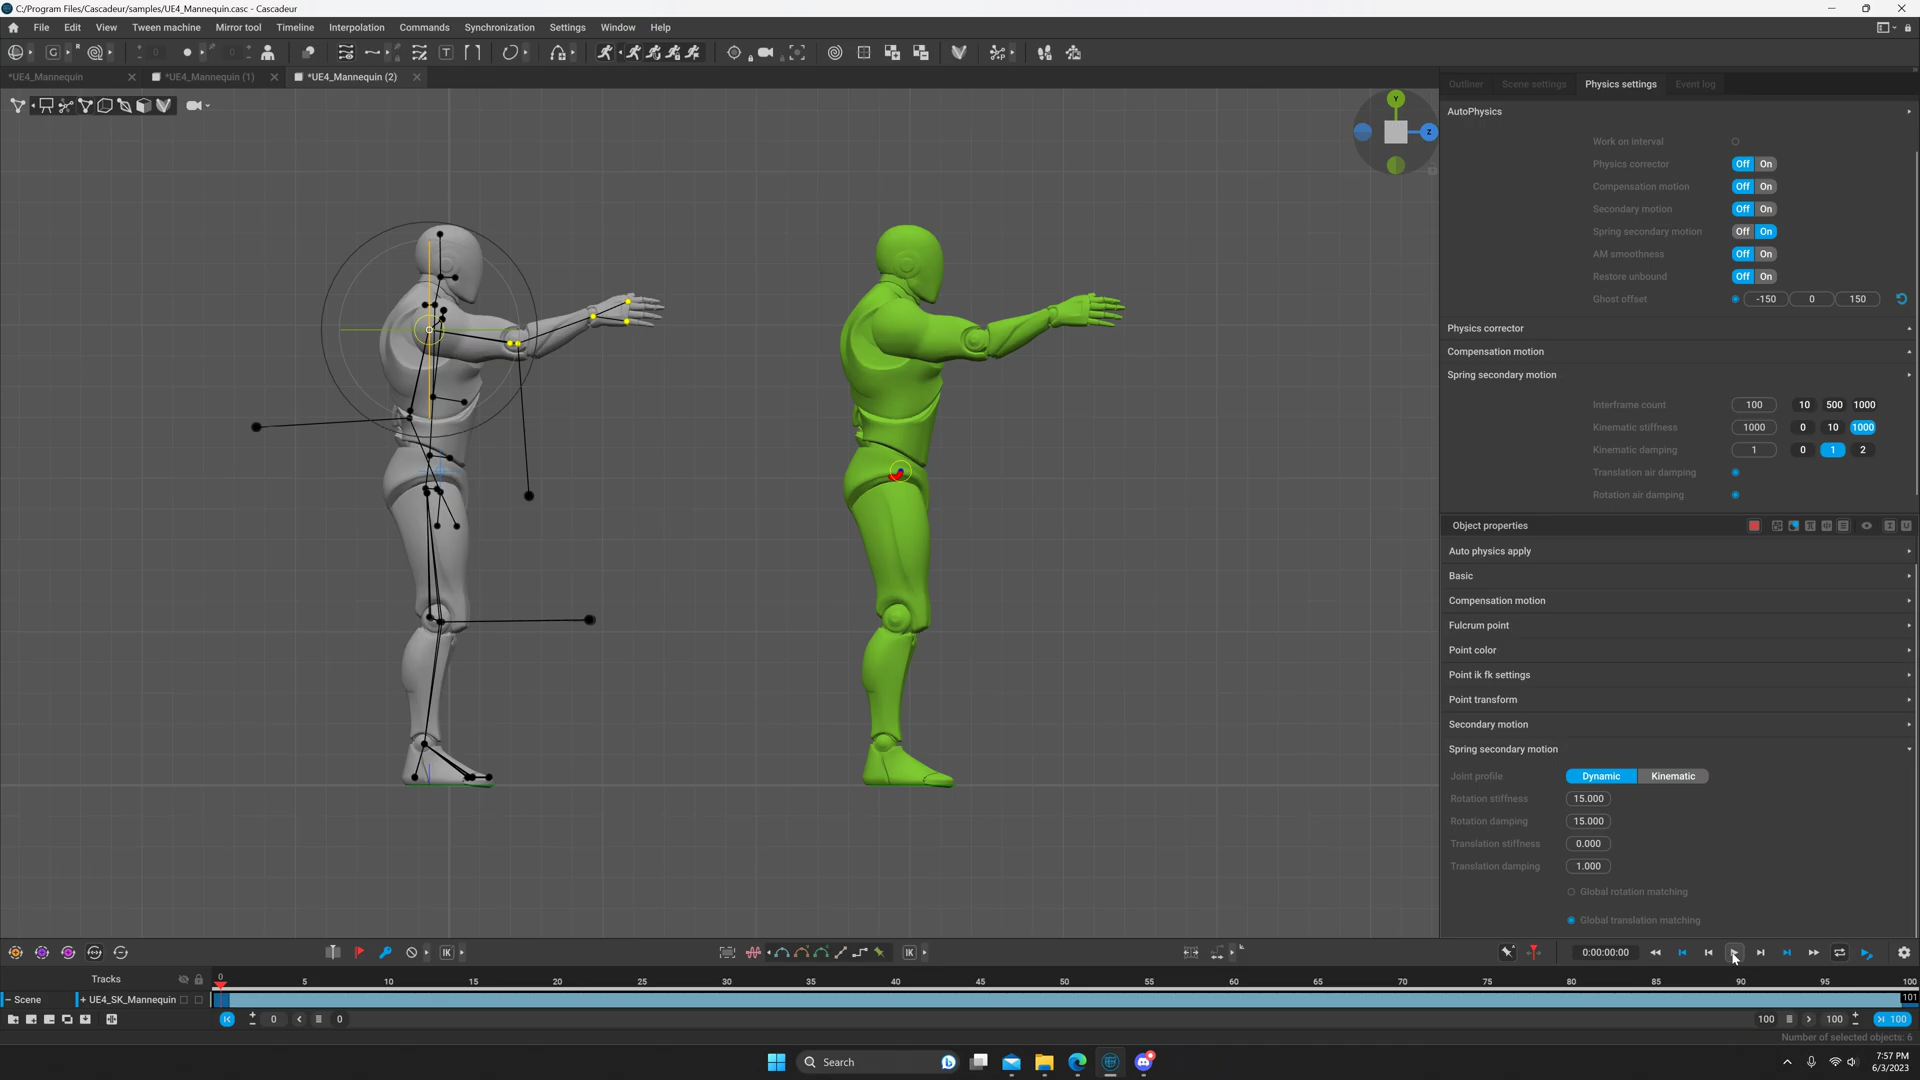 C:/Program Files/Cascadeur/samples/UE4_Mannequin.casc - Cascadeur
File Edit View Tween machine Mirror tool Timeline Interpolation Commands Synchronization Settings Window Help
*UE4_Mannequin *UE4_Mannequin (1) *UE4_Mannequin (2)
Outliner Scene settings Physics settings Event log
Y
Z
AutoPhysics
Work on interval
Physics corrector Off On
Compensation motion Off On
Secondary motion Off On
Spring secondary motion Off On
AM smoothness Off On
Restore unbound Off On
Ghost offset -150 0 150
Physics corrector
Compensation motion
Spring secondary motion
Interframe count 100 10 500 1000
Kinematic stiffness 1000 0 10 1000
Kinematic damping 1 0 1 2
Translation air damping
Rotation air damping
Object properties
Auto physics apply
Basic
Compensation motion
Fulcrum point
Point color
Point ik fk settings
Point transform
Secondary motion
Spring secondary motion
Joint profile Dynamic Kinematic
Rotation stiffness 15.000
Rotation damping 15.000
Translation stiffness 0.000
Translation damping 1.000
Global rotation matching
Global translation matching
IK IK 0:00:00:00
Tracks 0 5 10 15 20 25 30 35 40 45 50 55 60 65 70 75 80 85 90 95 100
Scene + UE4_SK_Mannequin 101
0 0 100 100 100
Number of selected objects: 6
Search
7:57 PM
6/3/2023